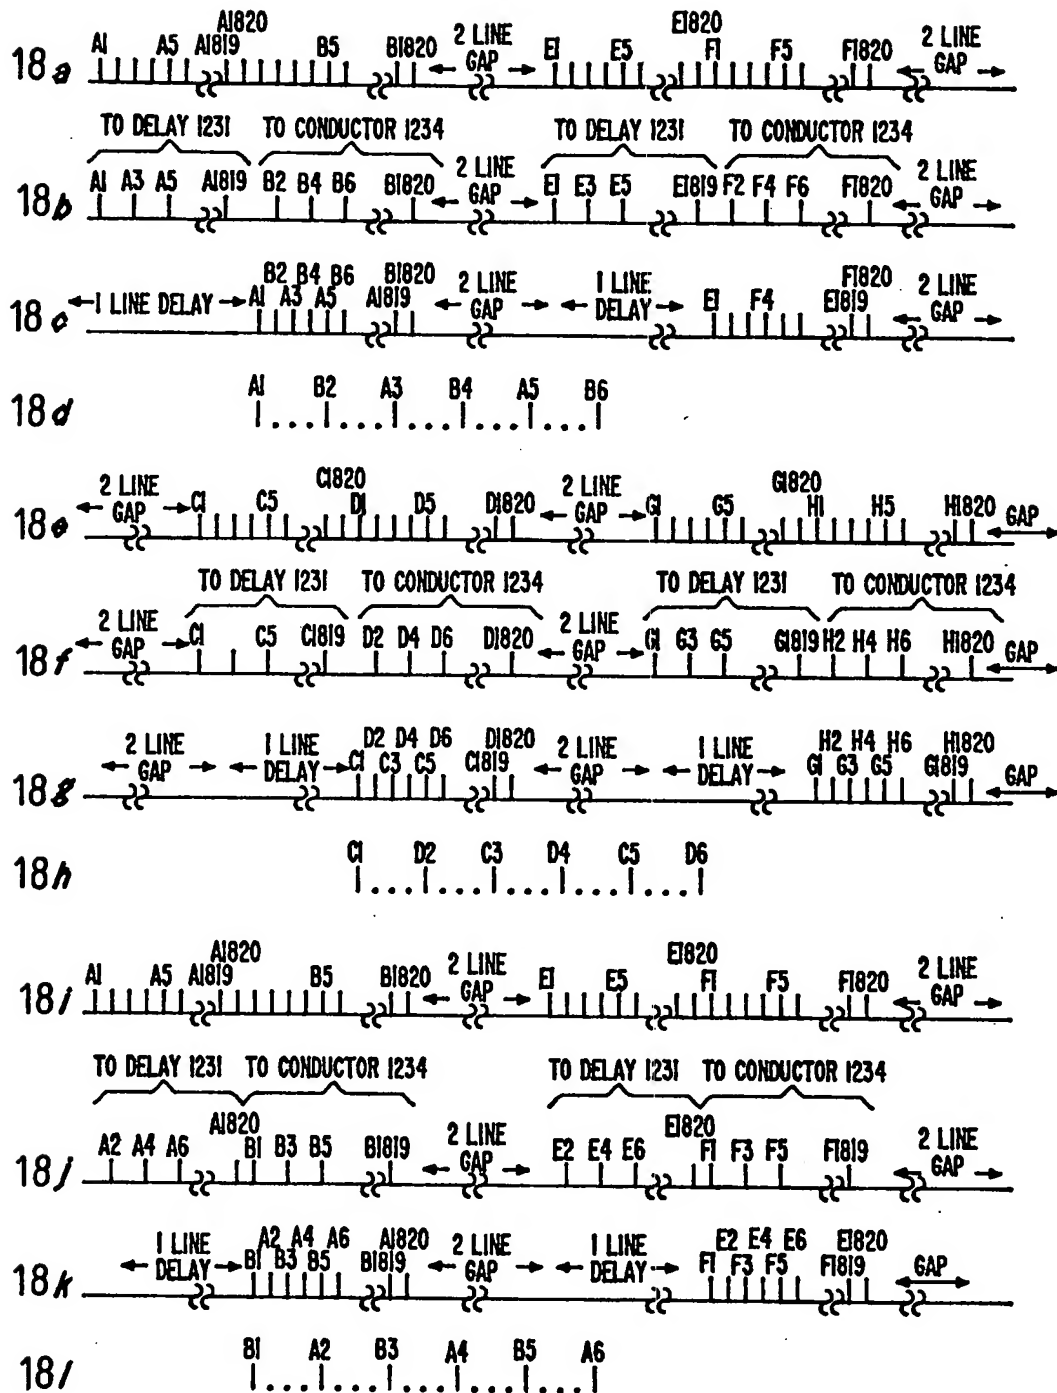 A1820
A1 A5 A1819 B5 B1820 2 LINE GAP E1 E5 E1820 F1 F5 F1820 2 LINE GAP
18a
TO DELAY 1231 TO CONDUCTOR 1234 TO DELAY 1231 TO CONDUCTOR 1234
A1 A3 A5 A1819 B2 B4 B6 B1820 2 LINE GAP E1 E3 E5 E1819 F2 F4 F6 F1820 2 LINE GAP
18b
B2 B4 B6 B1820 F1820
1 LINE DELAY A1 A3 A5 A1819 2 LINE GAP 1 LINE DELAY E1 F4 E1819 2 LINE GAP
18c
A1 B2 A3 B4 A5 B6
18d
C1820 G1820
2 LINE GAP C1 C5 D1 D5 D1820 2 LINE GAP G1 G5 H1 H5 H1820 GAP
18e
TO DELAY 1231 TO CONDUCTOR 1234 TO DELAY 1231 TO CONDUCTOR 1234
2 LINE GAP C1 C5 C1819 D2 D4 D6 D1820 2 LINE GAP G1 G3 G5 G1819 H2 H4 H6 H1820 GAP
18f
D2 D4 D6 D1820 H2 H4 H6 H1820
2 LINE GAP 1 LINE DELAY C1 C3 C5 C1819 2 LINE GAP 1 LINE DELAY G1 G3 G5 G1819 GAP
18g
C1 D2 C3 D4 C5 D6
18h
A1820 E1820
A1 A5 A1819 B5 B1820 2 LINE GAP E1 E5 F1 F5 F1820 2 LINE GAP
18i
TO DELAY 1231 TO CONDUCTOR 1234 TO DELAY 1231 TO CONDUCTOR 1234
A1820 E1820
A2 A4 A6 B1 B3 B5 B1819 2 LINE GAP E2 E4 E6 F1 F3 F5 F1819 2 LINE GAP
18j
A2 A4 A6 A1820 E2 E4 E6 E1820
1 LINE DELAY B1 B3 B5 B1819 2 LINE GAP 1 LINE DELAY F1 F3 F5 F1819 GAP
18k
B1 A2 B3 A4 B5 A6
18l